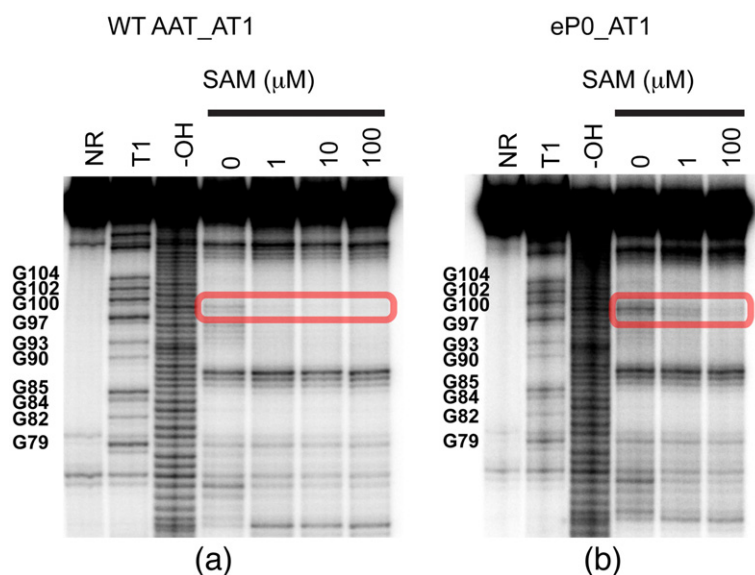 WT AAT_AT1
eP0_AT1
SAM (μM)
SAM (μM)
NR
T1
-OH
0
1
10
100
NR
T1
-OH
0
1
100
G104
G102
G100
G97
G93
G90
G85
G84
G82
G79
G104
G102
G100
G97
G93
G90
G85
G84
G82
G79
(a)
(b)